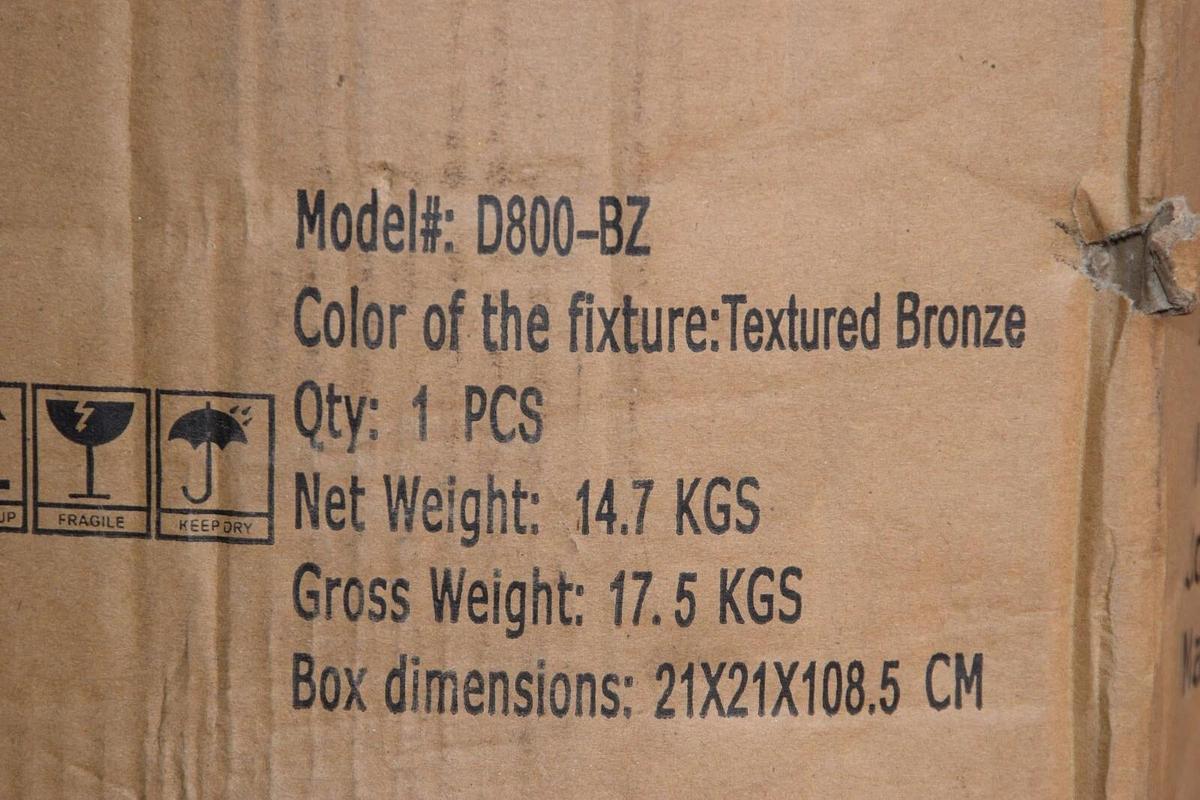 Model#: D800-BZ
Color of the fixture:Textured Bronze
Qty: 1 PCS
Net Weight: 14.7 KGS
Gross Weight: 17.5 KGS
Box dimensions: 21X21X108.5 CM
UP
FRAGILE
KEEP DRY